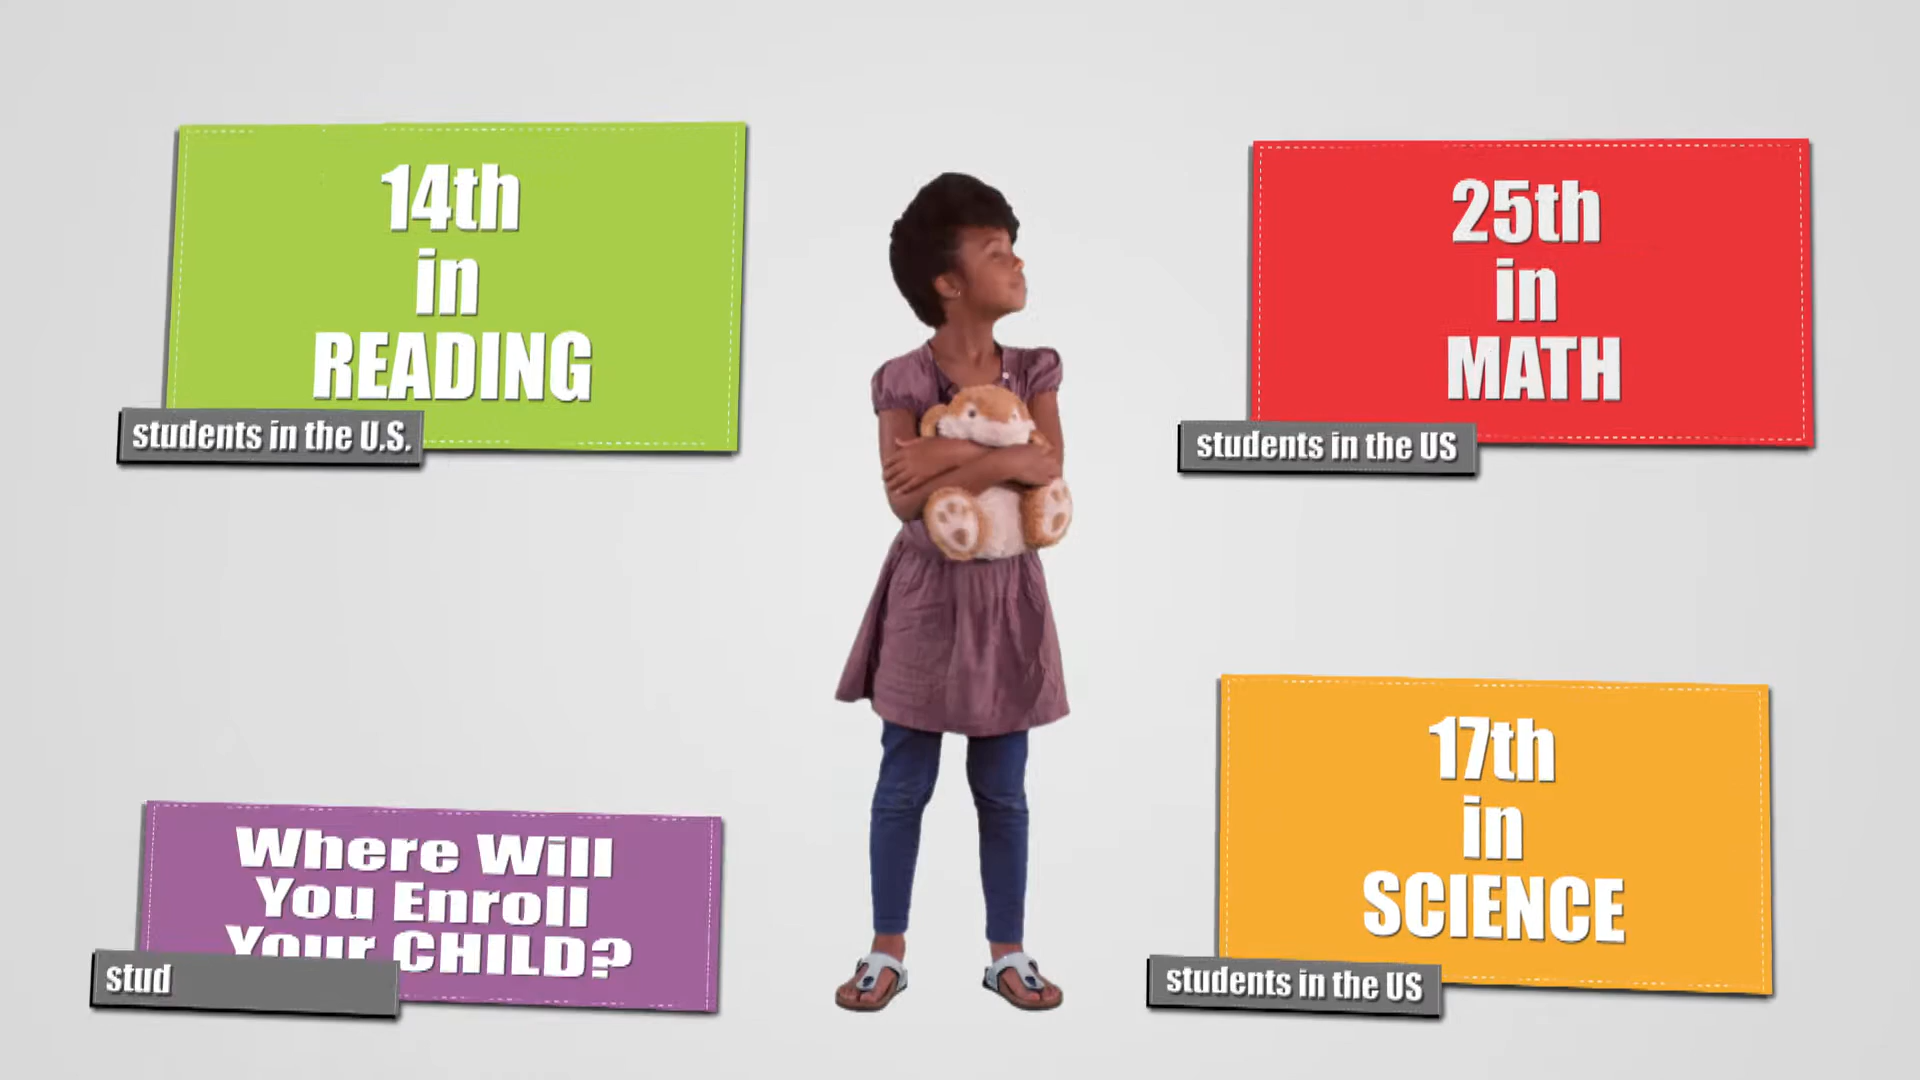 14th
in
READING
students in the U.S.
25th
in
MATH
students in the US
Where Will
You Enroll
Your CHILD?
stud
17th
in
SCIENCE
students in the US